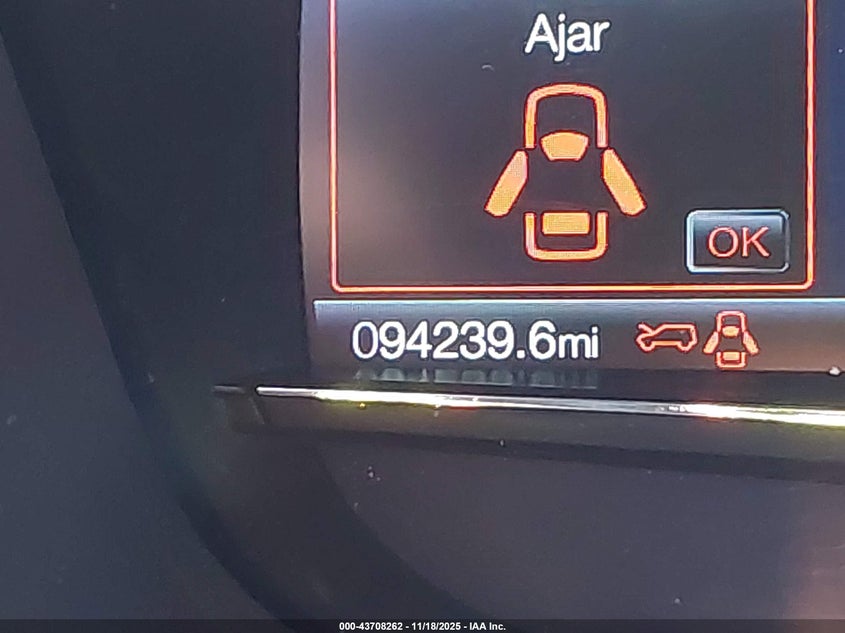 Ajar
OK
094239.6mi
000-43708262 - 11/18/2025 - IAA Inc.